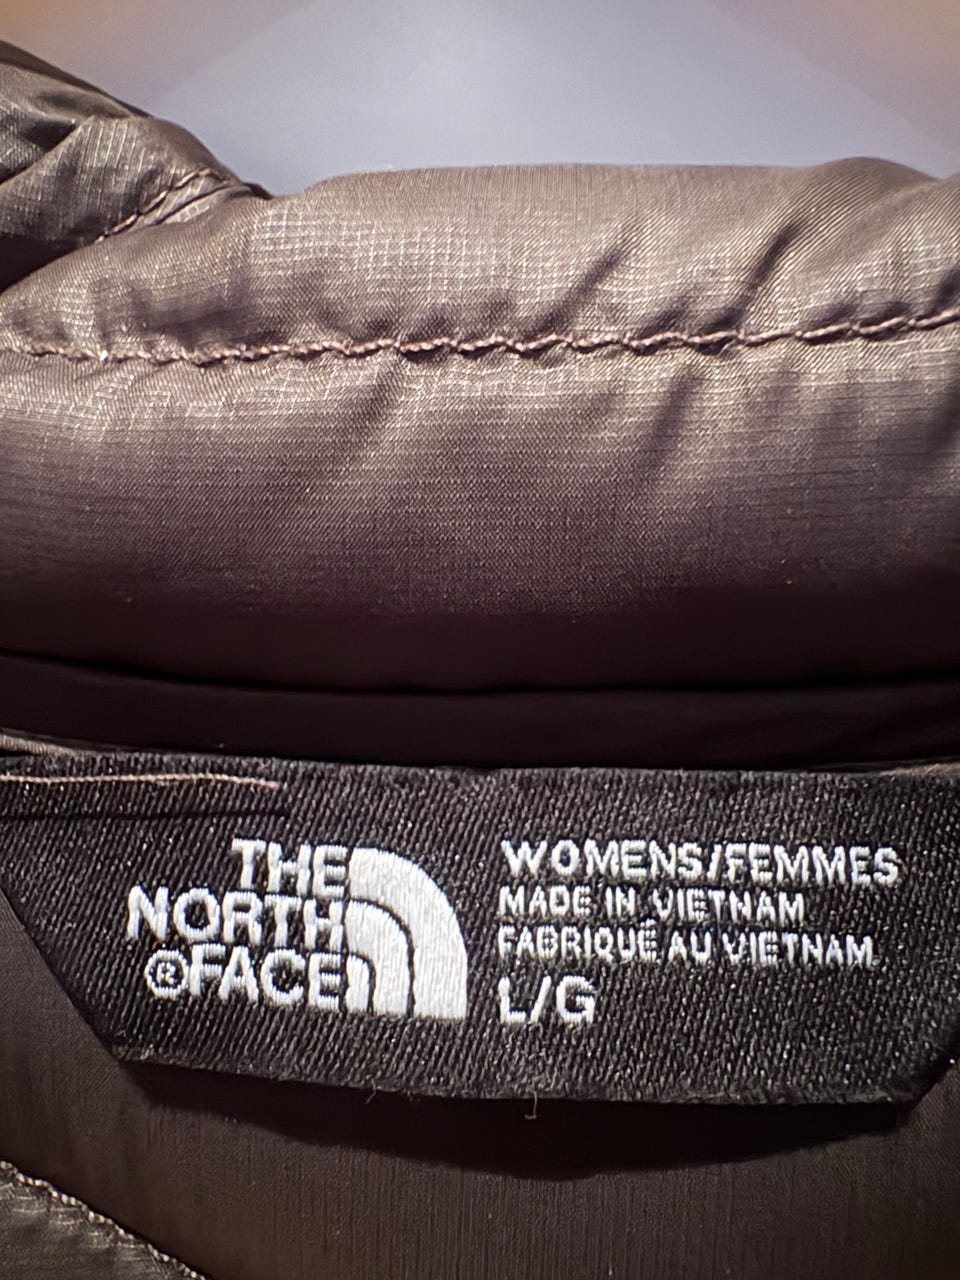 THE
NORTH
®FACE
WOMENS/FEMMES
MADE IN VIETNAM
FABRIQUÉ AU VIETNAM
L/G